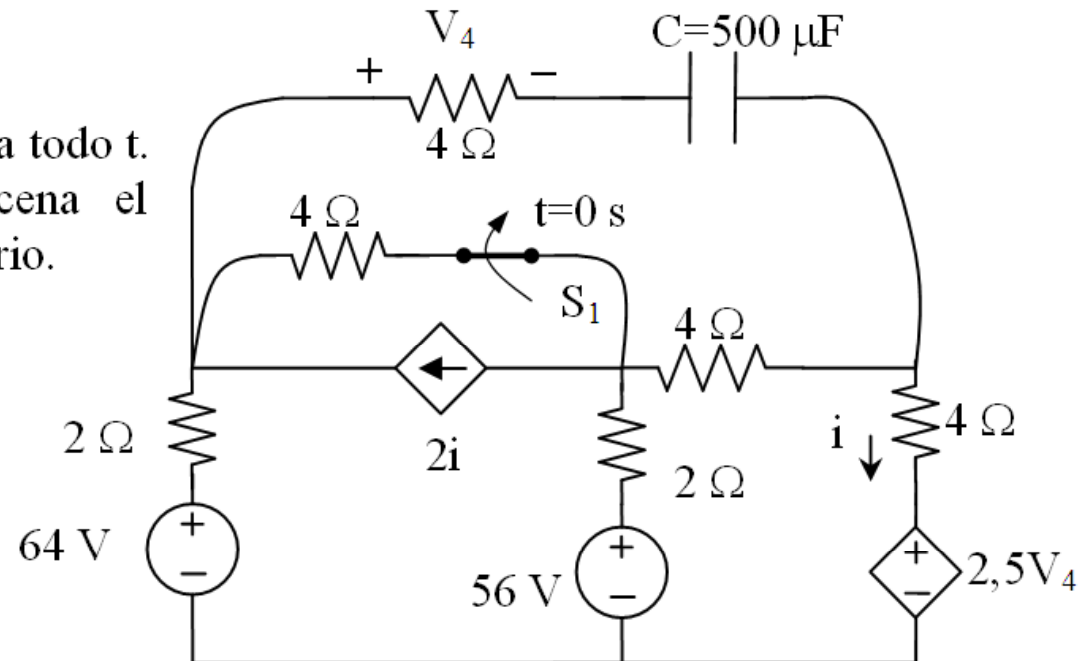 V₄
C=500 µF
+ −
4 Ω
a todo t.
cena el
rio.
4 Ω
t=0 s
S₁
4 Ω
2 Ω
2i
2 Ω
i
4 Ω
64 V
+
−
56 V
+
−
+
−
2,5V₄